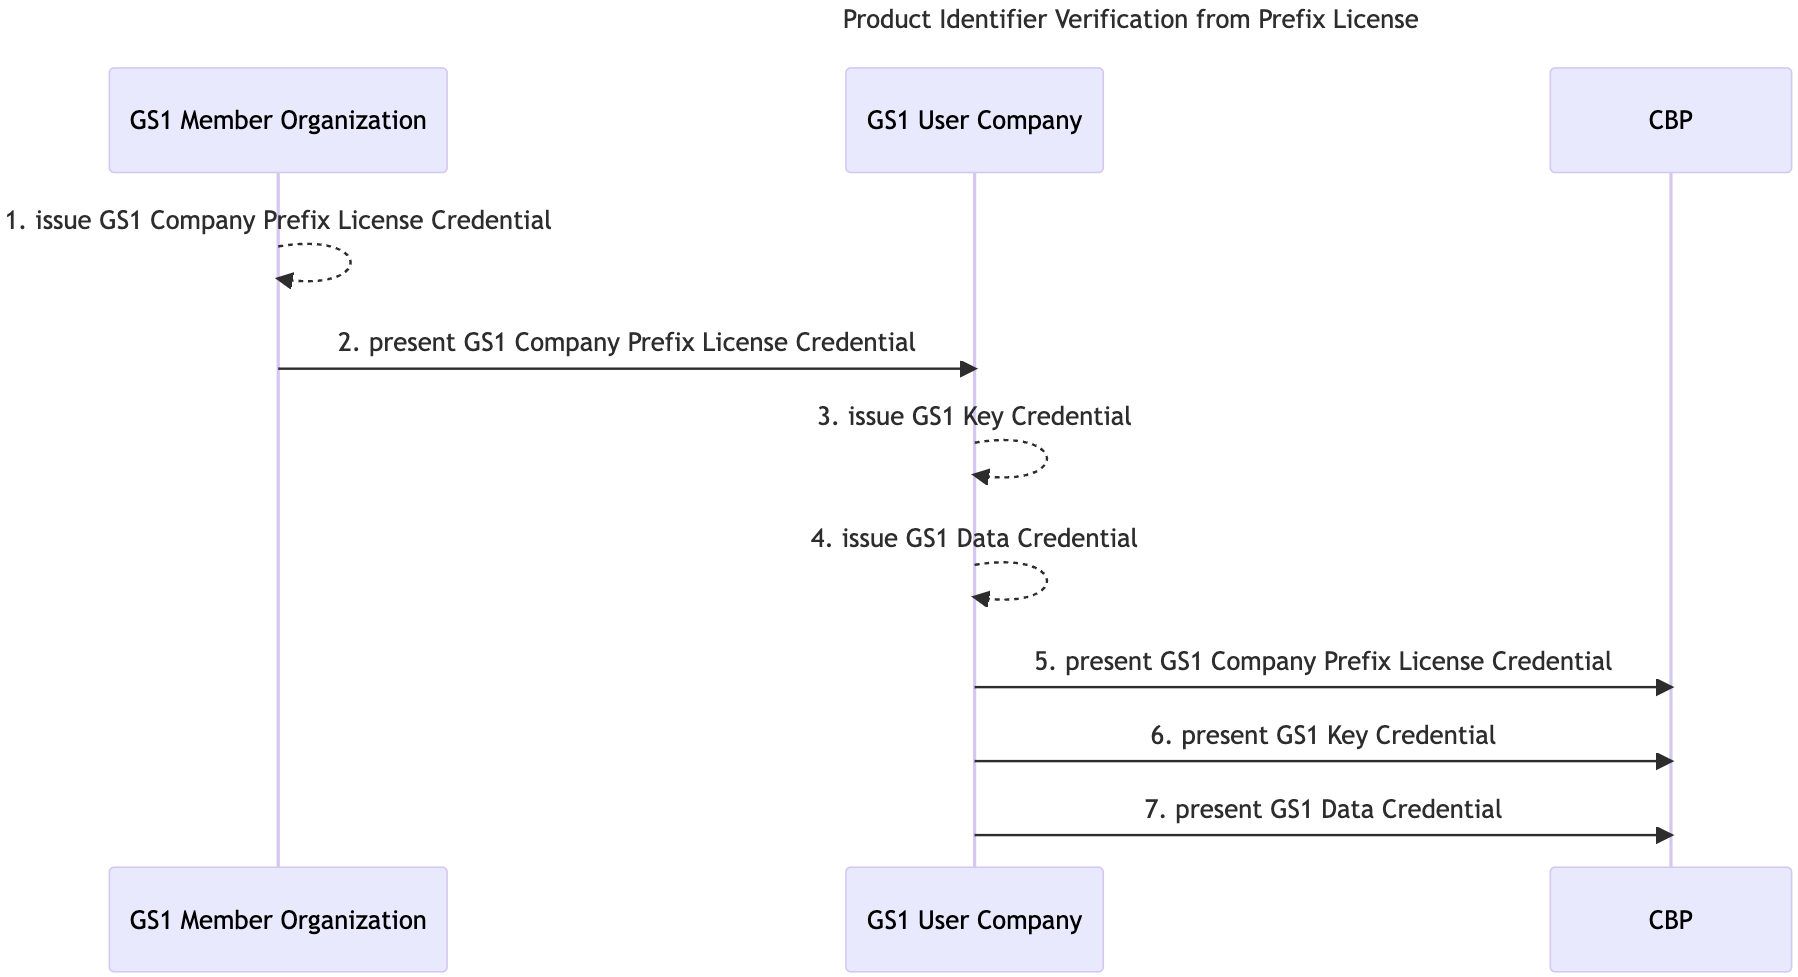 Product Identifier Verification from Prefix License
GS1 Member Organization
GS1 User Company
CBP
1. issue GS1 Company Prefix License Credential
2. present GS1 Company Prefix License Credential
3. issue GS1 Key Credential
4. issue GS1 Data Credential
5. present GS1 Company Prefix License Credential
6. present GS1 Key Credential
7. present GS1 Data Credential
GS1 Member Organization
GS1 User Company
CBP